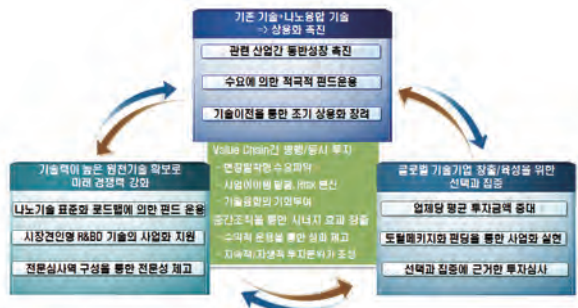 기존 기술+나노융합 기술
=> 상용화 촉진
관련 산업간 동반성장 촉진
수요에 의한 적극적 펀드운용
기술이전을 통한 조기 상용화 장려
Value Chain간 병행/동시 투자
- 현장밀착형 수요파악
- 사업아이템 발굴, Risk 분산
- 기술융합의 기회부여
중간조직을 통한 시너지 효과 창출
- 수익적 운용을 통한 성과 제고
- 지속적/자생적 투자분위기 조성
기술력이 높은 원천기술 확보로
미래 경쟁력 강화
나노기술 표준화 로드맵에 의한 펀드 운용
시장견인형 R&BD 기술의 사업화 지원
전문심사역 구성을 통한 전문성 제고
글로벌 기술기업 창출/육성을 위한
선택과 집중
업체당 평균 투자금액 증대
토털패키지화 펀딩을 통한 사업화 실현
선택과 집중에 근거한 투자심사